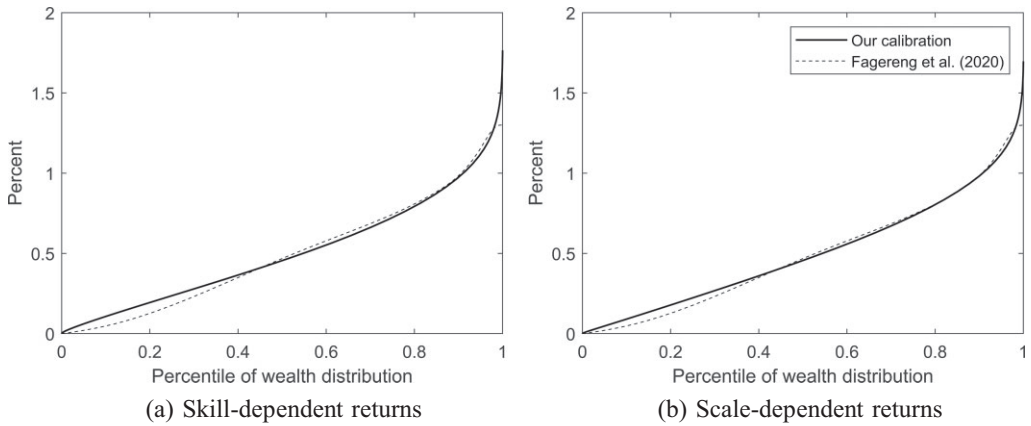 2
1.5
1
0.5
0
Percent
0
0.2
0.4
0.6
0.8
1
Percentile of wealth distribution
(a) Skill-dependent returns
2
1.5
1
0.5
0
Percent
Our calibration
Fagereng et al. (2020)
0
0.2
0.4
0.6
0.8
1
Percentile of wealth distribution
(b) Scale-dependent returns